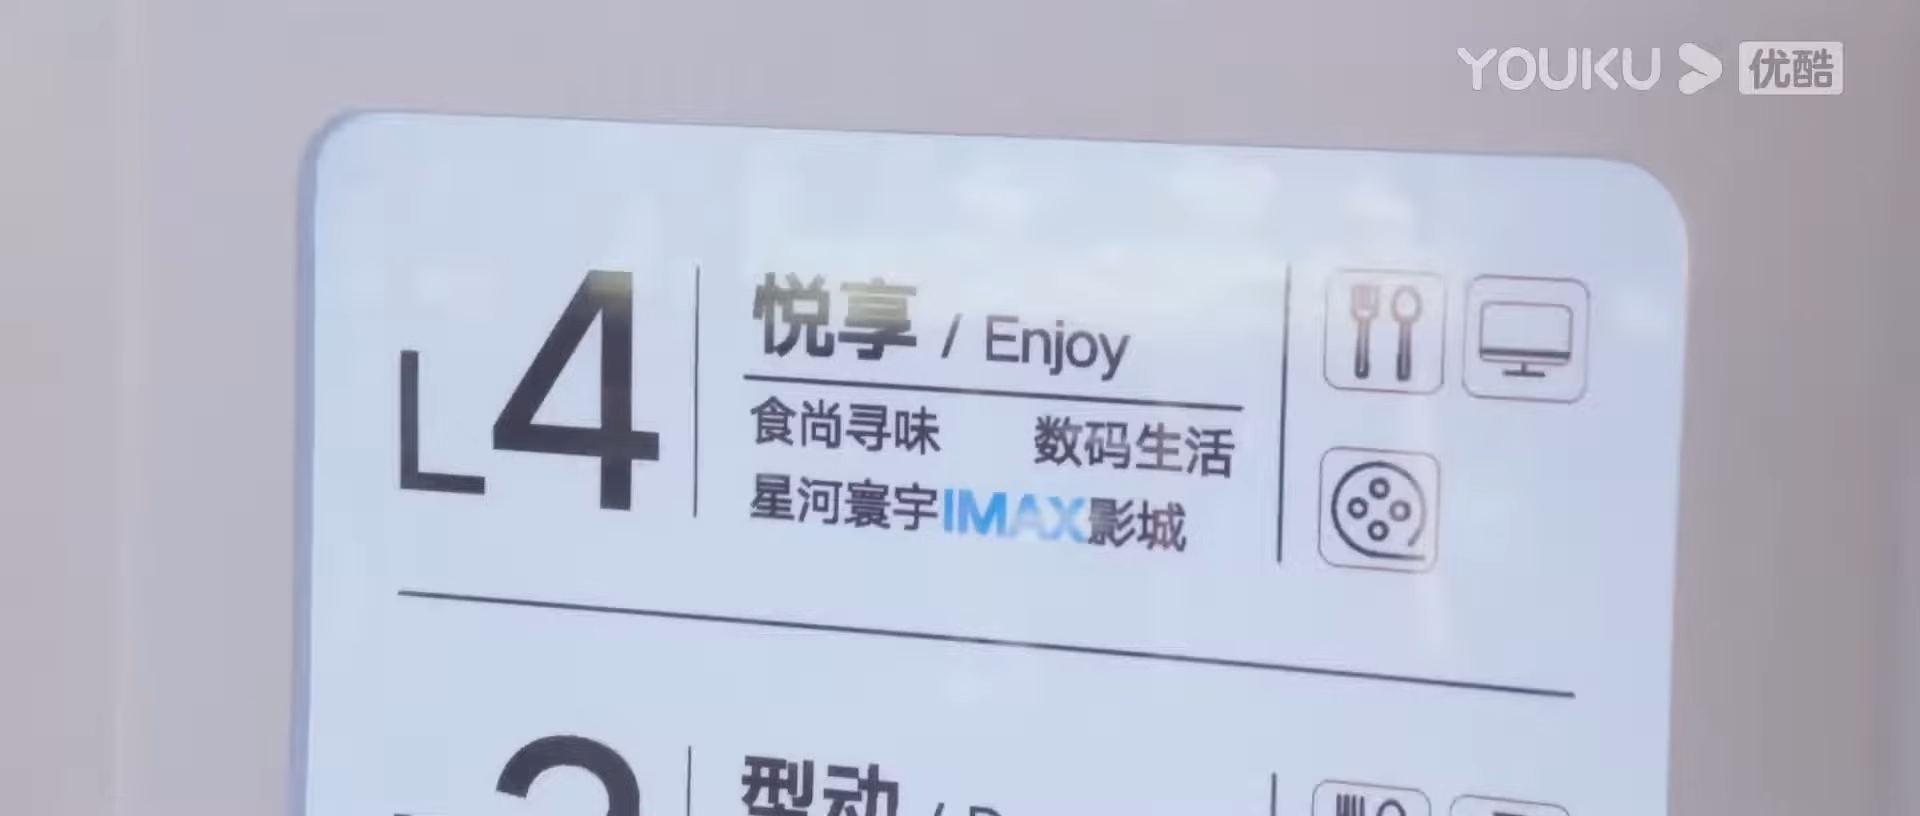 YOUKU 优酷
L4
悦享 / Enjoy
食尚寻味 数码生活
星河寰宇IMAX影城
型动 /